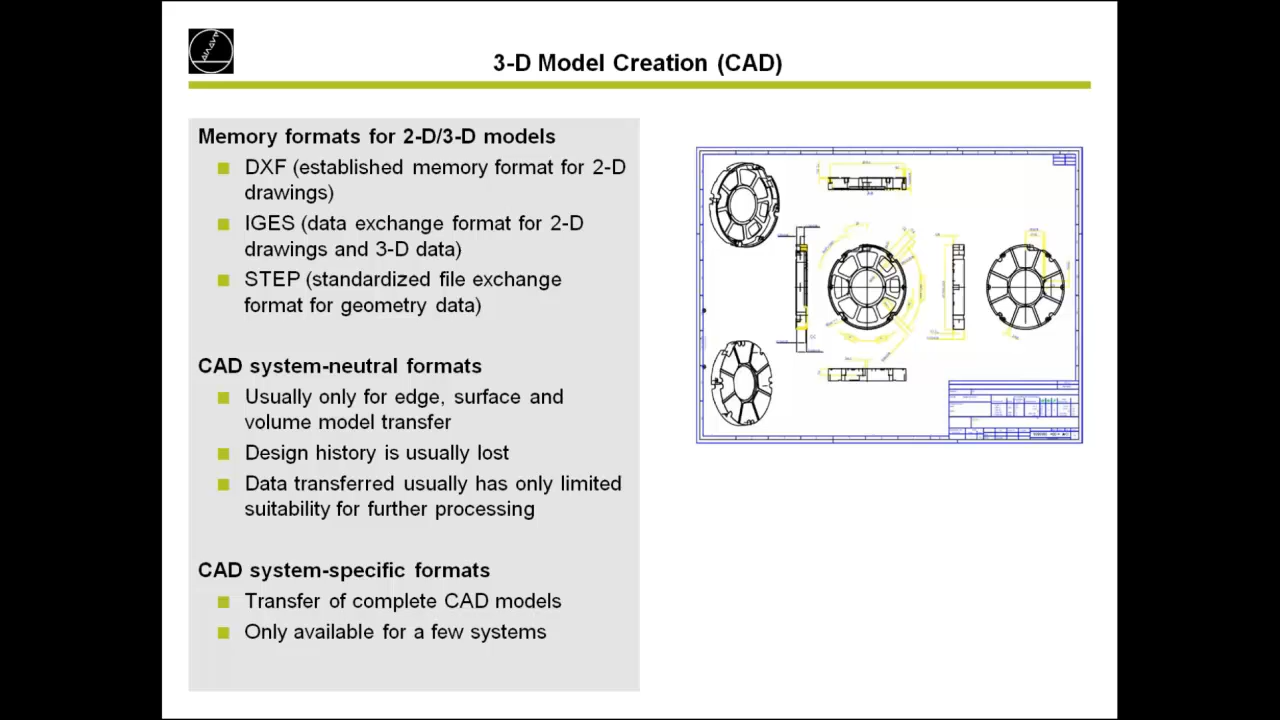 3-D Model Creation (CAD)
Memory formats for 2-D/3-D models
DXF (established memory format for 2-D
drawings)
IGES (data exchange format for 2-D
drawings and 3-D data)
STEP (standardized file exchange
format for geometry data)
CAD system-neutral formats
Usually only for edge, surface and
volume model transfer
Design history is usually lost
Data transferred usually has only limited
suitability for further processing
CAD system-specific formats
Transfer of complete CAD models
Only available for a few systems